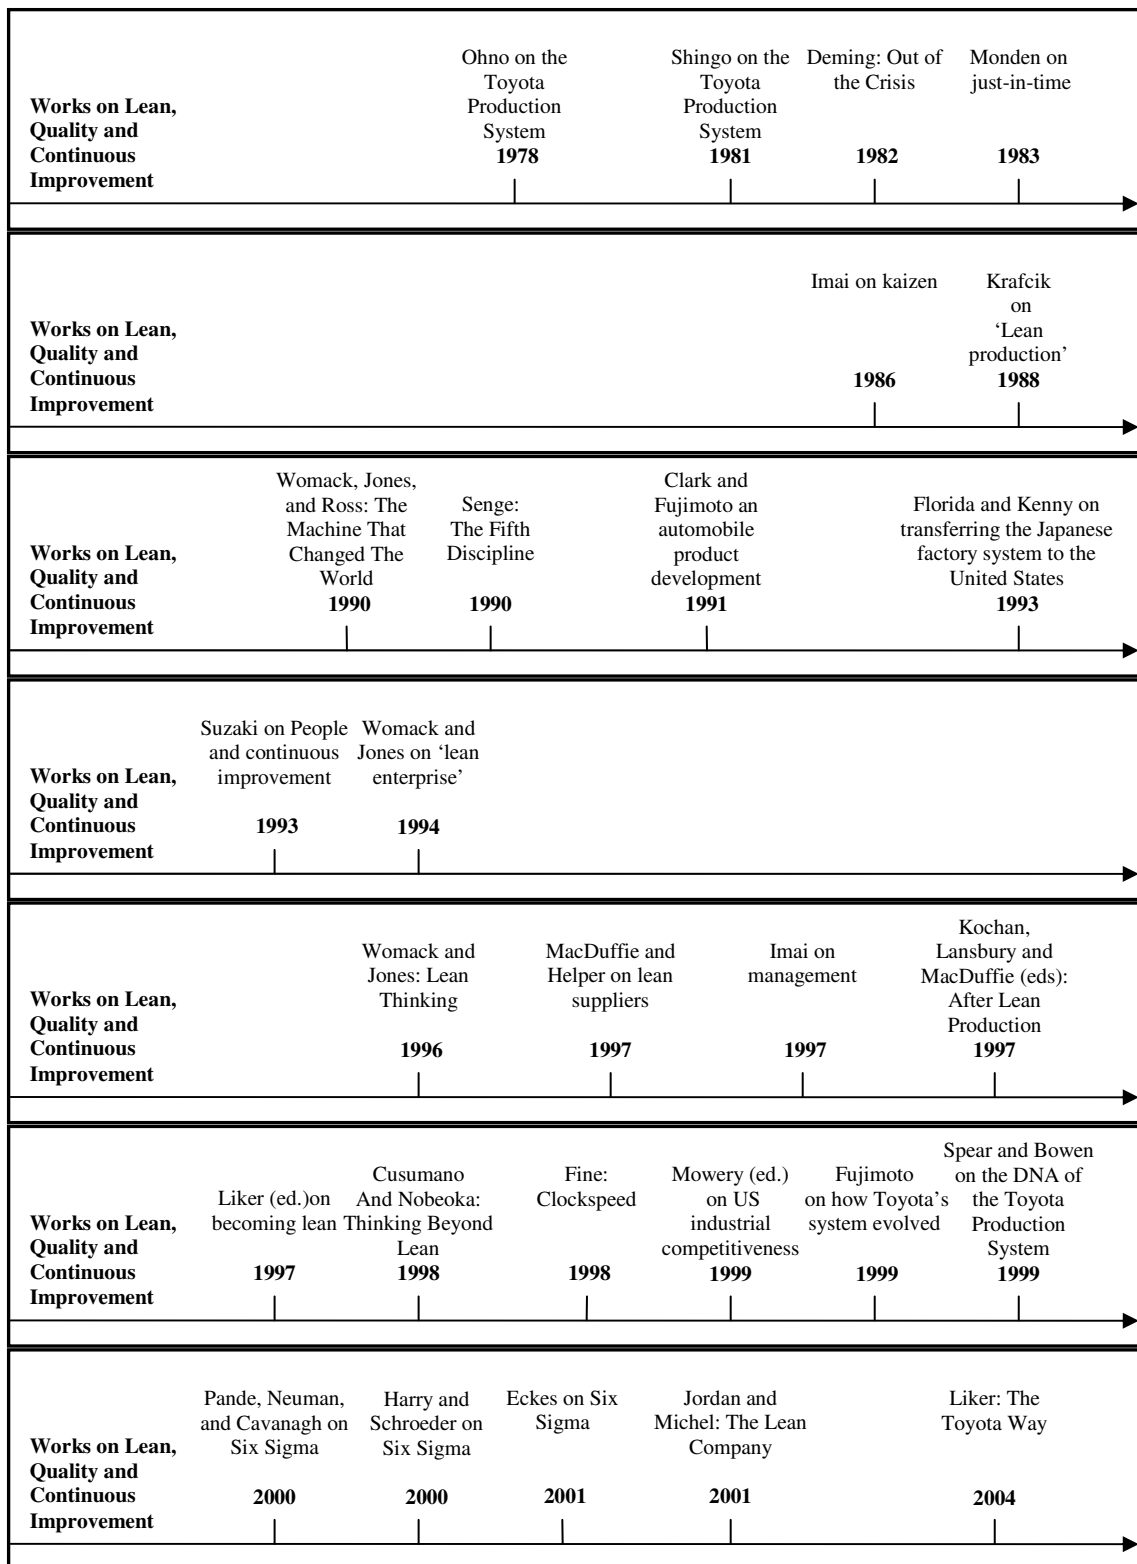 Works on Lean,
Quality and
Continuous
Improvement
Ohno on the
Toyota
Production
System
1978
Shingo on the
Toyota
Production
System
1981
Deming: Out of
the Crisis
1982
Monden on
just-in-time
1983
Works on Lean,
Quality and
Continuous
Improvement
Imai on kaizen
1986
Krafcik
on
‘Lean
production’
1988
Works on Lean,
Quality and
Continuous
Improvement
Womack, Jones,
and Ross: The
Machine That
Changed The
World
1990
Senge:
The Fifth
Discipline
1990
Clark and
Fujimoto an
automobile
product
development
1991
Florida and Kenny on
transferring the Japanese
factory system to the
United States
1993
Works on Lean,
Quality and
Continuous
Improvement
Suzaki on People
and continuous
improvement
1993
Womack and
Jones on ‘lean
enterprise’
1994
Works on Lean,
Quality and
Continuous
Improvement
Womack and
Jones: Lean
Thinking
1996
MacDuffie and
Helper on lean
suppliers
1997
Imai on
management
1997
Kochan,
Lansbury and
MacDuffie (eds):
After Lean
Production
1997
Works on Lean,
Quality and
Continuous
Improvement
Liker (ed.)on
becoming lean
1997
Cusumano
And Nobeoka:
Thinking Beyond
Lean
1998
Fine:
Clockspeed
1998
Mowery (ed.)
on US
industrial
competitiveness
1999
Fujimoto
on how Toyota’s
system evolved
1999
Spear and Bowen
on the DNA of
the Toyota
Production
System
1999
Works on Lean,
Quality and
Continuous
Improvement
Pande, Neuman,
and Cavanagh on
Six Sigma
2000
Harry and
Schroeder on
Six Sigma
2000
Eckes on Six
Sigma
2001
Jordan and
Michel: The Lean
Company
2001
Liker: The
Toyota Way
2004